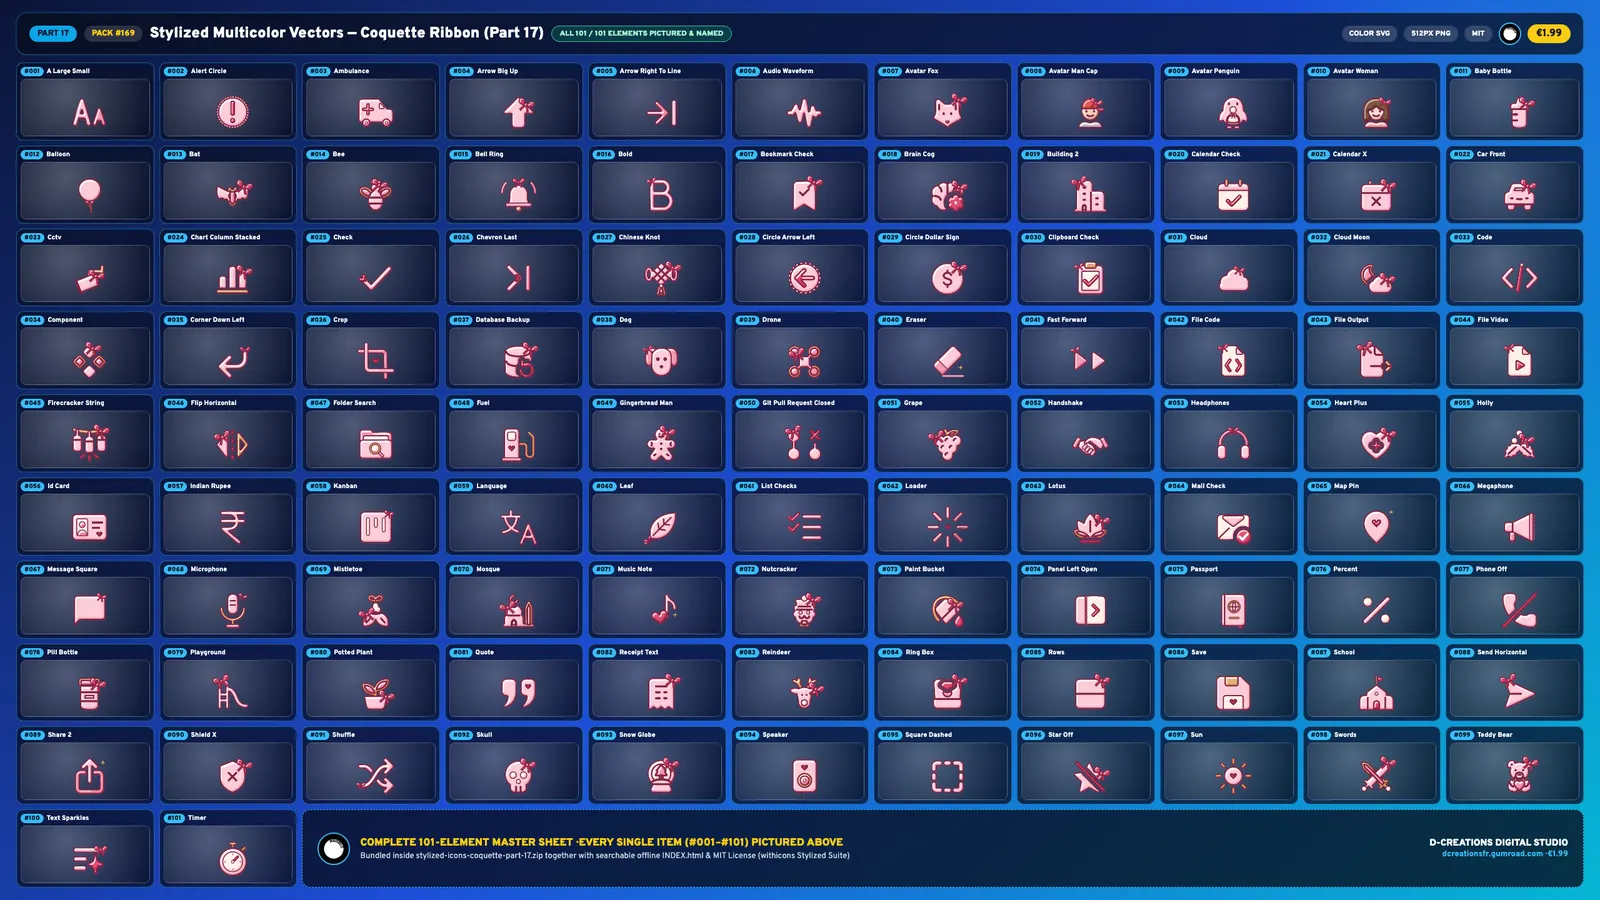 PART 17 PACK #169 Stylized Multicolor Vectors – Coquette Ribbon (Part 17) ALL 101 / 101 ELEMENTS PICTURED & NAMED COLOR SVG 512PX PNG MIT €1.99
#001 A Large Small #002 Alert Circle #003 Ambulance #004 Arrow Big Up #005 Arrow Right To Line #006 Audio Waveform #007 Avatar Fox #008 Avatar Man Cap #009 Avatar Penguin #010 Avatar Woman #011 Baby Bottle
#012 Balloon #013 Bat #014 Bee #015 Bell Ring #016 Bold #017 Bookmark Check #018 Brain Cog #019 Building 2 #020 Calendar Check #021 Calendar X #022 Car Front
#023 Cctv #024 Chart Column Stacked #025 Check #026 Chevron Last #027 Chinese Knot #028 Circle Arrow Left #029 Circle Dollar Sign #030 Clipboard Check #031 Cloud #032 Cloud Moon #033 Code
#034 Component #035 Corner Down Left #036 Crop #037 Database Backup #038 Dog #039 Drone #040 Eraser #041 Fast Forward #042 File Code #043 File Output #044 File Video
#045 Firecracker String #046 Flip Horizontal #047 Folder Search #048 Fuel #049 Gingerbread Man #050 Git Pull Request Closed #051 Grape #052 Handshake #053 Headphones #054 Heart Plus #055 Holly
#056 Id Card #057 Indian Rupee #058 Kanban #059 Language #060 Leaf #061 List Checks #062 Loader #063 Lotus #064 Mail Check #065 Map Pin #066 Megaphone
#067 Message Square #068 Microphone #069 Mistletoe #070 Mosque #071 Music Note #072 Nutcracker #073 Paint Bucket #074 Panel Left Open #075 Passport #076 Percent #077 Phone Off
#078 Pill Bottle #079 Playground #080 Potted Plant #081 Quote #082 Receipt Text #083 Reindeer #084 Ring Box #085 Rows #086 Save #087 School #088 Send Horizontal
#089 Share 2 #090 Shield X #091 Shuffle #092 Skull #093 Snow Globe #094 Speaker #095 Square Dashed #096 Star Off #097 Sun #098 Swords #099 Teddy Bear
#100 Text Sparkles #101 Timer
COMPLETE 101-ELEMENT MASTER SHEET ·EVERY SINGLE ITEM (#001–#101) PICTURED ABOVE
Bundled inside stylized-icons-coquette-part-17.zip together with searchable offline INDEX.html & MIT License (withicons Stylized Suite)
D-CREATIONS DIGITAL STUDIO
dcreationsfr.gumroad.com ·€1.99